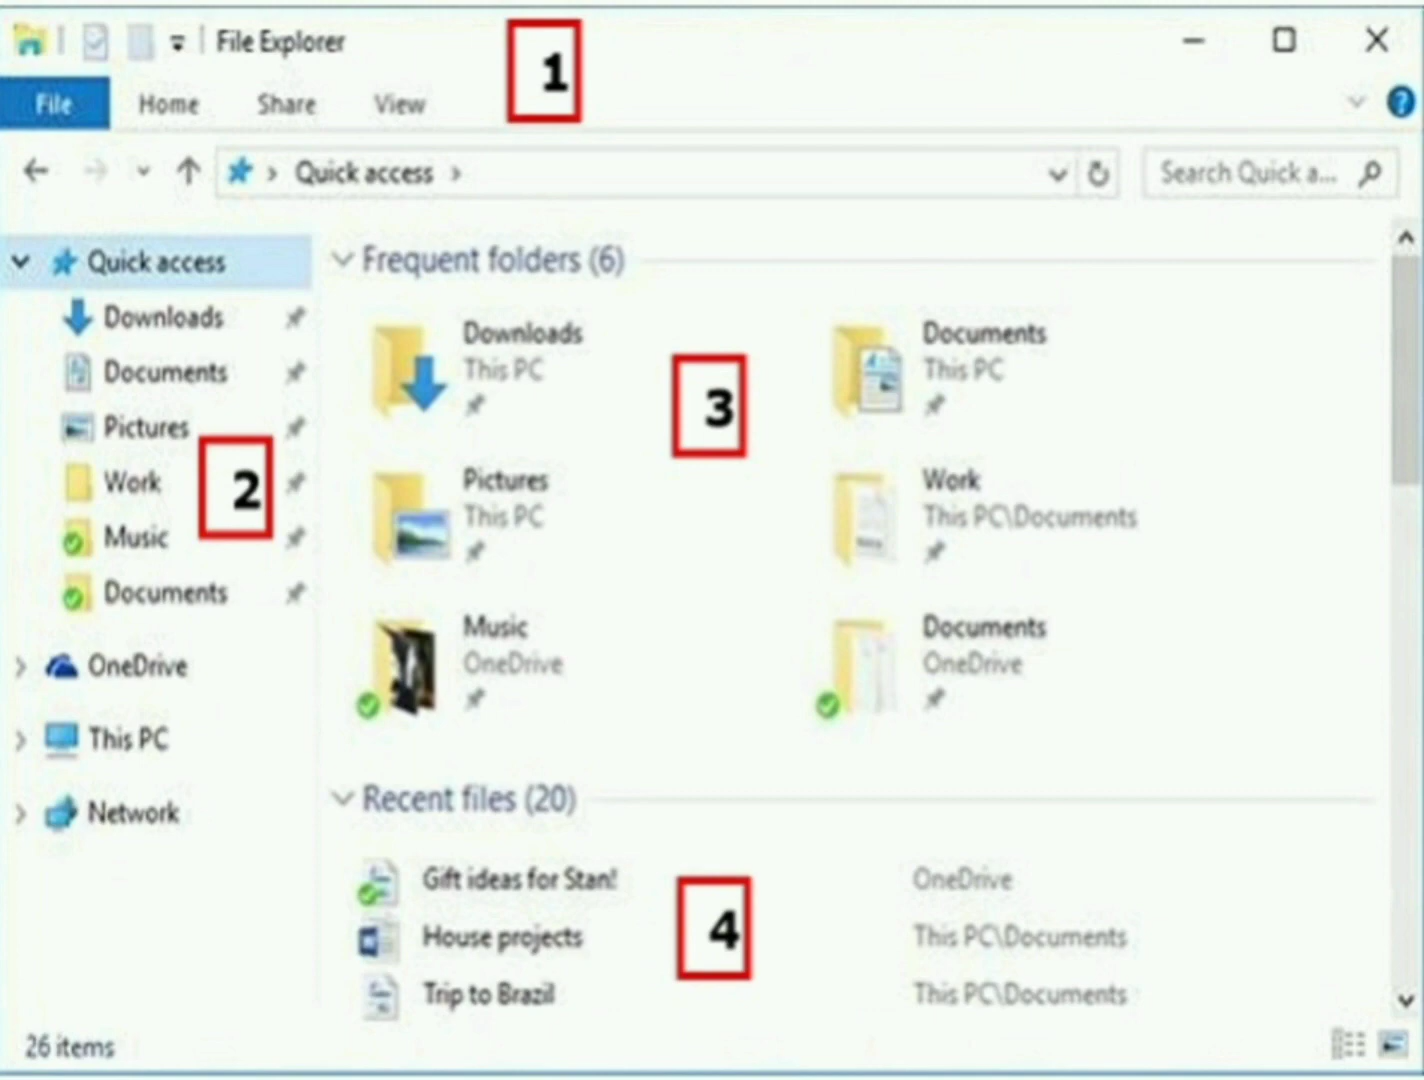 File Explorer
1
File Home Share View
Quick access
Search Quick a...
Quick access
Downloads
Documents
Pictures
Work
2
Music
Documents
OneDrive
This PC
Network
Frequent folders (6)
Downloads
This PC
Documents
This PC
3
Pictures
This PC
Work
This PC\Documents
Music
OneDrive
Documents
OneDrive
Recent files (20)
Gift ideas for Stan! OneDrive
4
House projects This PC\Documents
Trip to Brazil This PC\Documents
26 items